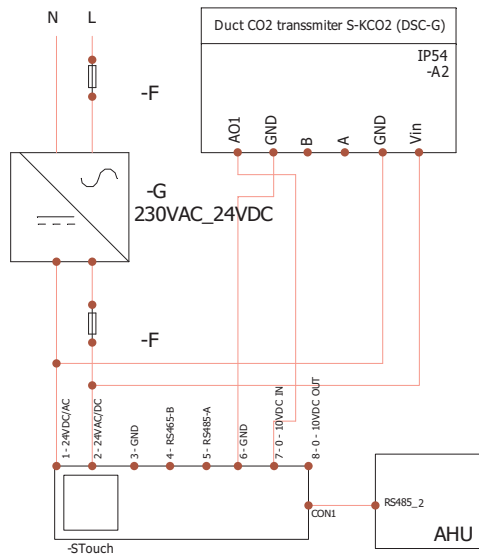 N
L
Duct CO2 transsmiter S-KCO2 (DSC-G)
IP54
-A2
-F
AO1
GND
B
A
GND
Vin
-G
230VAC_24VDC
-F
1 - 24VDC/AC
2 - 24VAC/DC
3 - GND
4 - RS465-B
5 - RS485-A
6 - GND
7 - 0 - 10VDC IN
8 - 0 - 10VDC OUT
CON1
RS485_2
AHU
-STouch